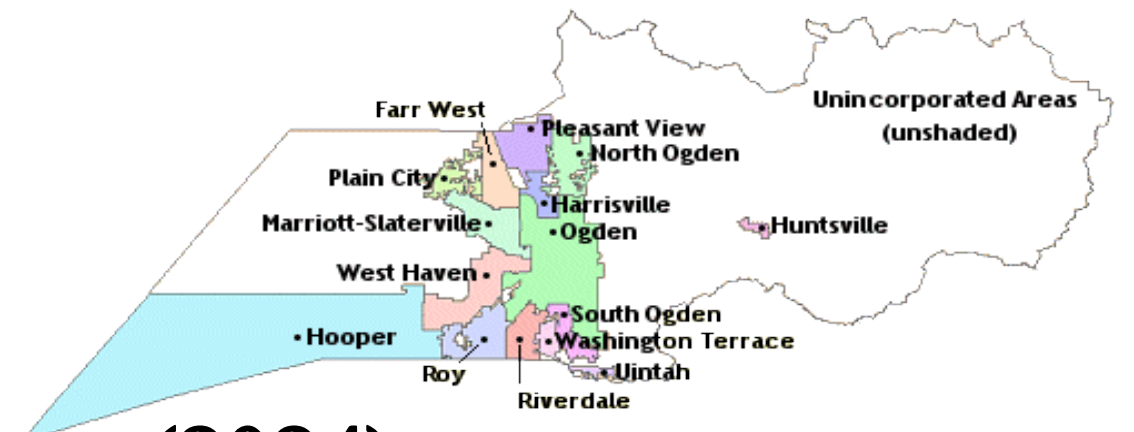 Farr West
Unincorporated Areas
(unshaded)
Pleasant View
North Ogden
Plain City
Harrisville
Marriott-Slaterville
Ogden
Huntsville
West Haven
South Ogden
Hooper
Washington Terrace
Roy
Uintah
Riverdale